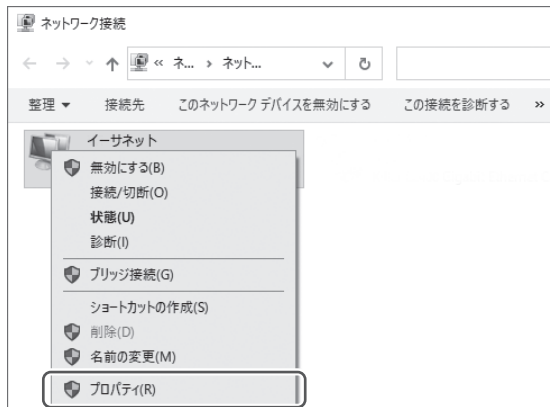 ネットワーク接続
« ネ... › ネット...
整理 ▼ 接続先 このネットワーク デバイスを無効にする この接続を診断する »
イーサネット
無効にする(B)
接続/切断(O)
状態(U)
診断(I)
ブリッジ接続(G)
ショートカットの作成(S)
削除(D)
名前の変更(M)
プロパティ(R)